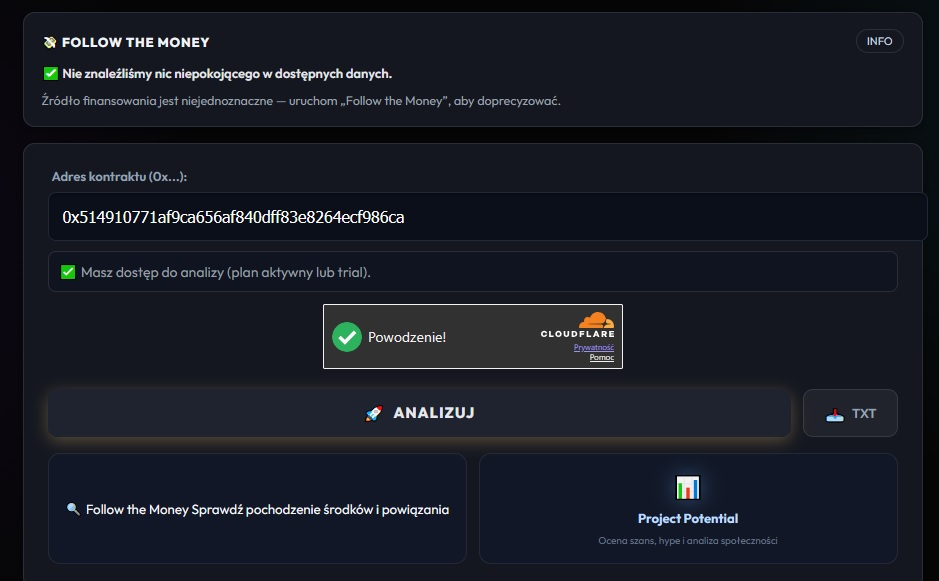 💸 FOLLOW THE MONEY
INFO
✅ Nie znaleźliśmy nic niepokojącego w dostępnych danych.
Źródło finansowania jest niejednoznaczne — uruchom „Follow the Money”, aby doprecyzować.
Adres kontraktu (0x...):
0x514910771af9ca656af840dff83e8264ecf986ca
✅ Masz dostęp do analizy (plan aktywny lub trial).
Powodzenie!
CLOUDFLARE
Prywatność
Pomoc
🚀 ANALIZUJ
📥 TXT
🔍 Follow the Money Sprawdź pochodzenie środków i powiązania
📊
Project Potential
Ocena szans, hype i analiza społeczności